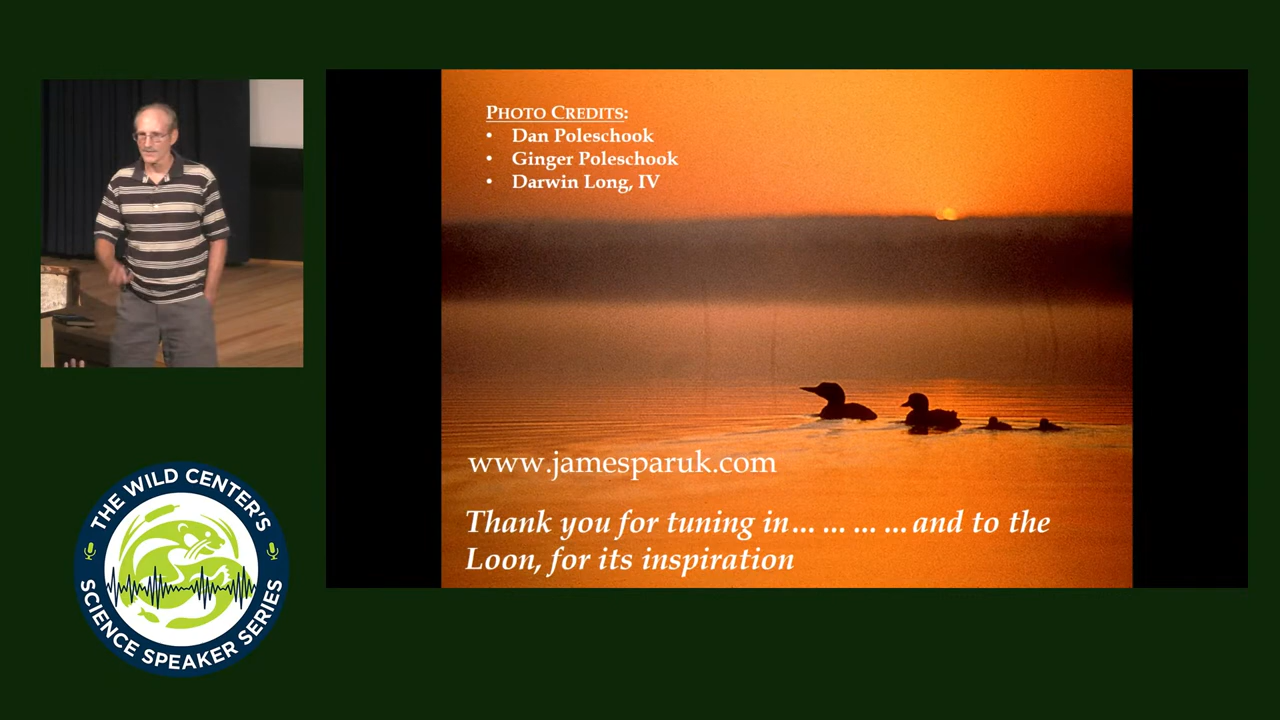 PHOTO CREDITS:
• Dan Poleschook
• Ginger Poleschook
• Darwin Long, IV
www.jamesparuk.com
Thank you for tuning in... ... ... ...and to the
Loon, for its inspiration
THE WILD CENTER'S
SCIENCE SPEAKER SERIES